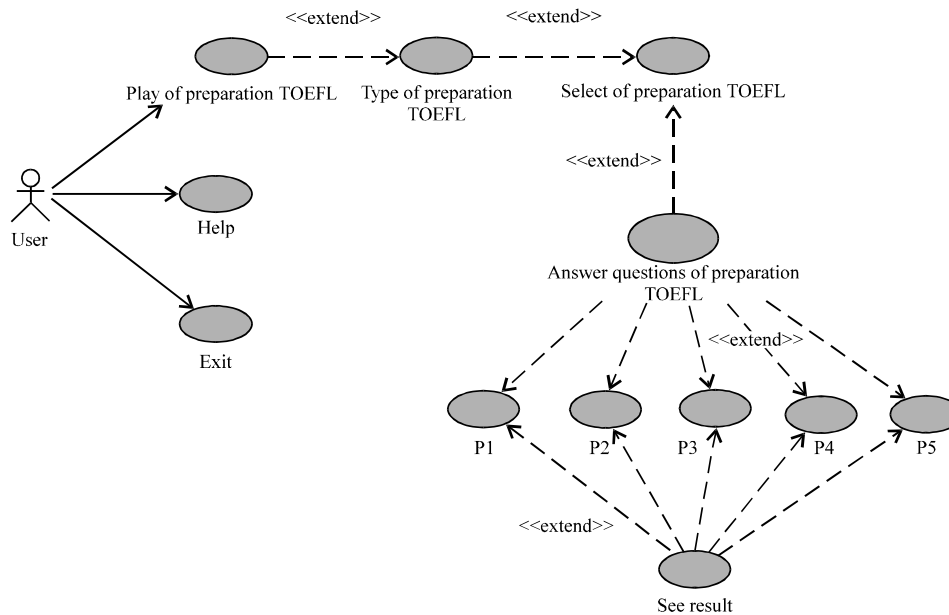 <<extend>>
<<extend>>
Play of preparation TOEFL
Type of preparation
TOEFL
Select of preparation TOEFL
<<extend>>
User
Help
Answer questions of preparation
TOEFL
Exit
<<extend>>
P1
P2
P3
P4
P5
<<extend>>
See result